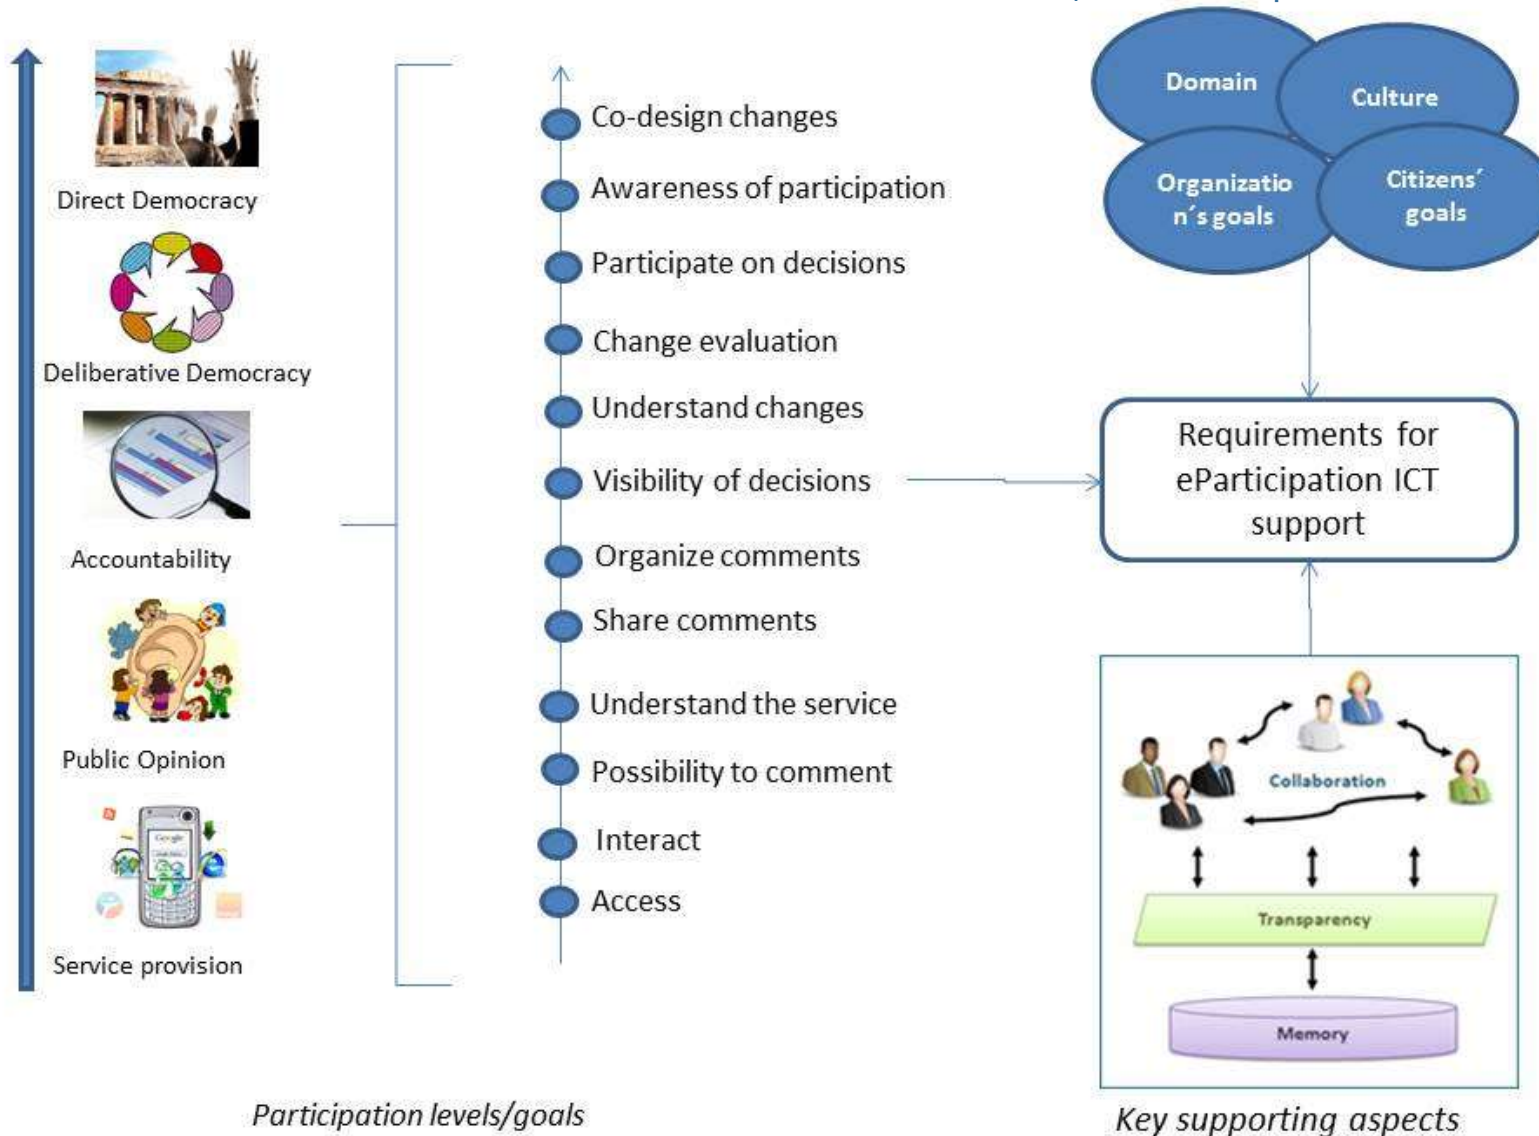 Direct Democracy
Deliberative Democracy
Accountability
Public Opinion
Google
Service provision
Co-design changes
Awareness of participation
Participate on decisions
Change evaluation
Understand changes
Visibility of decisions
Organize comments
Share comments
Understand the service
Possibility to comment
Interact
Access
Participation levels/goals
Domain
Culture
Organizatio
n´s goals
Citizens´
goals
Requirements for
eParticipation ICT
support
Collaboration
Transparency
Memory
Key supporting aspects